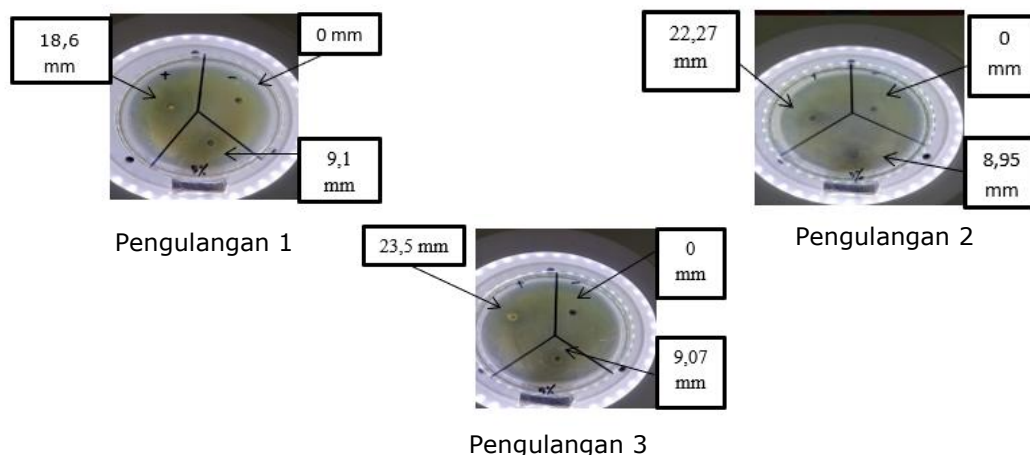 18,6
mm
0 mm
+
-
9,1
mm
Pengulangan 1
22,27
mm
0
mm
+
-
8,95
mm
Pengulangan 2
23,5 mm
0
mm
+
-
9,07
mm
Pengulangan 3